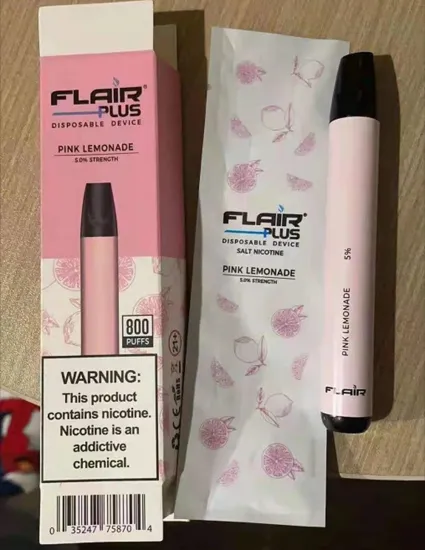 FLAIR®
PLUS
DISPOSABLE DEVICE
PINK LEMONADE
5.0% STRENGTH
800
PUFFS
21+
CE RoHS
WARNING:
This product
contains nicotine.
Nicotine is an
addictive
chemical.
0 35247 75870 4
FLAIR®
PLUS
DISPOSABLE DEVICE
SALT NICOTINE
PINK LEMONADE
5.0% STRENGTH
PINK LEMONADE 5%
FLAIR